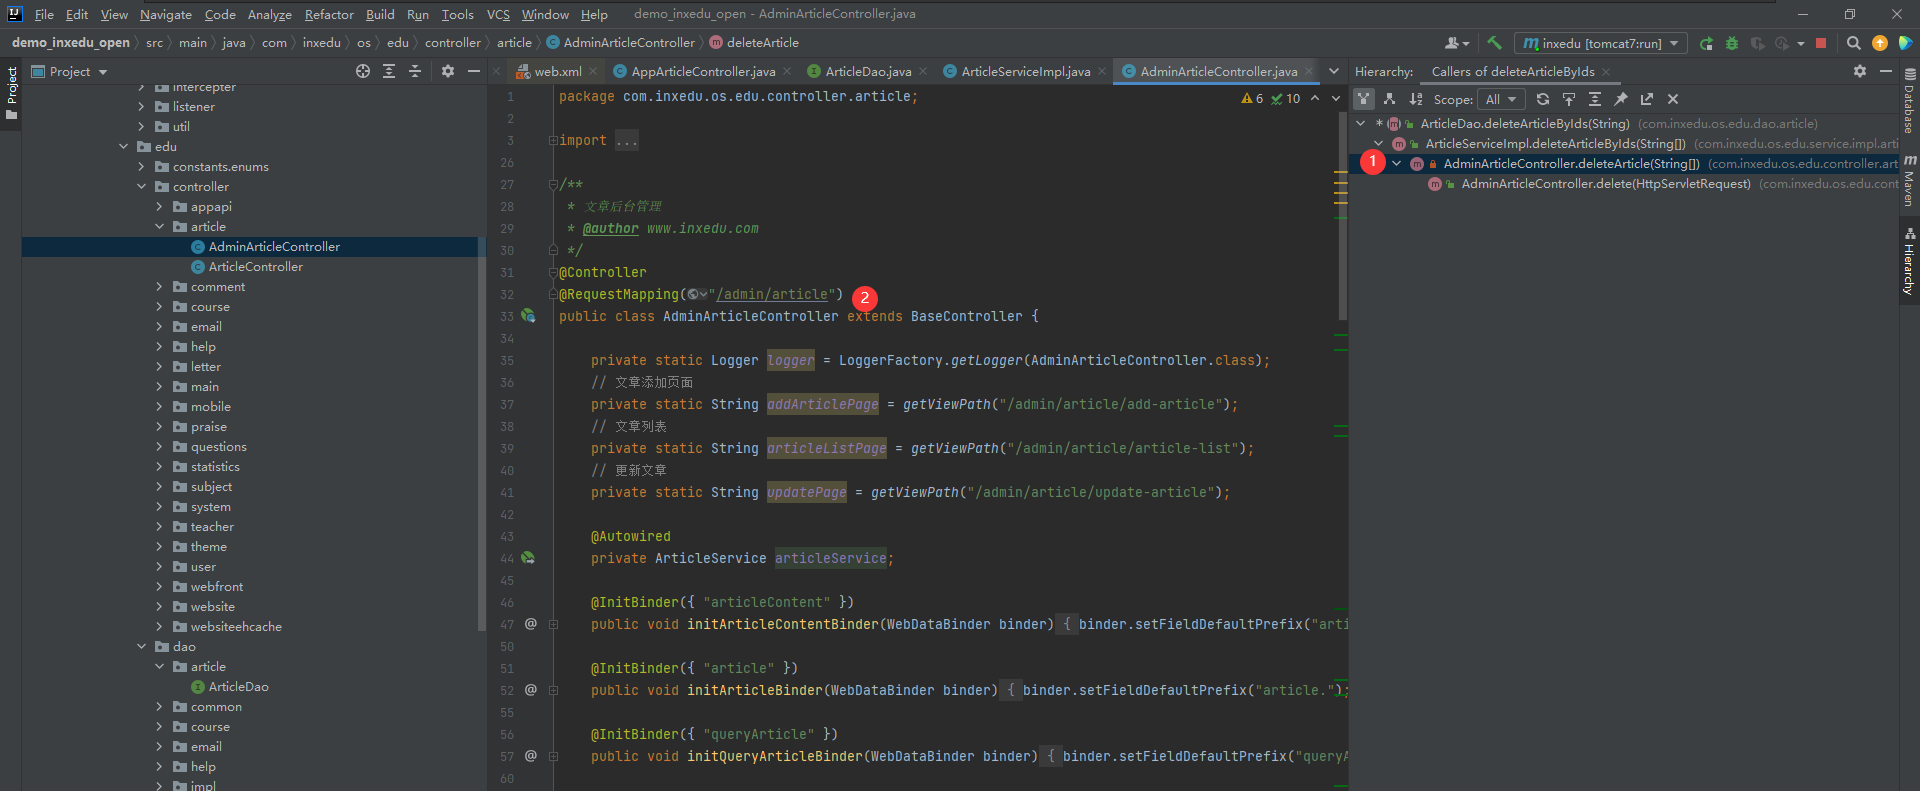 File Edit View Navigate Code Analyze Refactor Build Run Tools VCS Window Help demo_inxedu_open - AdminArticleController.java
demo_inxedu_open src main java com inxedu os edu controller article AdminArticleController deleteArticle
inxedu [tomcat7:run]
Project
Project
intercepter
listener
util
edu
constants.enums
controller
appapi
article
AdminArticleController
ArticleController
comment
course
email
help
letter
main
mobile
praise
questions
statistics
subject
system
teacher
theme
user
webfront
website
websiteehcache
dao
article
ArticleDao
common
course
email
help
impl
web.xml AppArticleController.java ArticleDao.java ArticleServiceImpl.java AdminArticleController.java
6 10
1 package com.inxedu.os.edu.controller.article;
2
3 import ...
26
27 /**
28 * 文章后台管理
29 * @author www.inxedu.com
30 */
31 @Controller
32 @RequestMapping("/admin/article") 2
33 public class AdminArticleController extends BaseController {
34
35 private static Logger logger = LoggerFactory.getLogger(AdminArticleController.class);
36 // 文章添加页面
37 private static String addArticlePage = getViewPath("/admin/article/add-article");
38 // 文章列表
39 private static String articleListPage = getViewPath("/admin/article/article-list");
40 // 更新文章
41 private static String updatePage = getViewPath("/admin/article/update-article");
42
43 @Autowired
44 private ArticleService articleService;
45
46 @InitBinder({ "articleContent" })
47 @ public void initArticleContentBinder(WebDataBinder binder) { binder.setFieldDefaultPrefix("arti
50
51 @InitBinder({ "article" })
52 @ public void initArticleBinder(WebDataBinder binder) { binder.setFieldDefaultPrefix("article.");
55
56 @InitBinder({ "queryArticle" })
57 @ public void initQueryArticleBinder(WebDataBinder binder) { binder.setFieldDefaultPrefix("queryA
60
Hierarchy: Callers of deleteArticleByIds
Scope: All
* ArticleDao.deleteArticleByIds(String) (com.inxedu.os.edu.dao.article)
ArticleServiceImpl.deleteArticleByIds(String[]) (com.inxedu.os.edu.service.impl.arti
1 AdminArticleController.deleteArticle(String[]) (com.inxedu.os.edu.controller.art
AdminArticleController.delete(HttpServletRequest) (com.inxedu.os.edu.cont
Database
Maven
Hierarchy